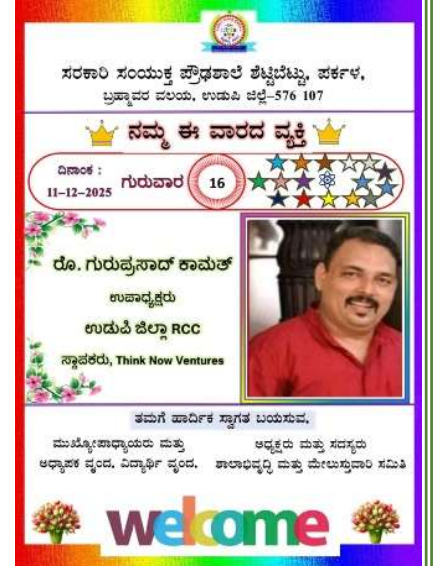 ಸರಕಾರಿ ಸಂಯುಕ್ತ ಪ್ರೌಢಶಾಲೆ ಶೆಟ್ಟಿಬೆಟ್ಟು, ಪರ್ಕಳ,
ಬ್ರಹ್ಮಾವರ ವಲಯ, ಉಡುಪಿ ಜಿಲ್ಲೆ–576 107
ನಮ್ಮ ಈ ವಾರದ ವ್ಯಕ್ತಿ
ದಿನಾಂಕ :
11–12–2025 ಗುರುವಾರ 16
ರೊ. ಗುರುಪ್ರಸಾದ್ ಕಾಮತ್
ಉಪಾಧ್ಯಕ್ಷರು
ಉಡುಪಿ ಜಿಲ್ಲಾ RCC
ಸ್ಥಾಪಕರು, Think Now Ventures
ತಮಗೆ ಹಾರ್ದಿಕ ಸ್ವಾಗತ ಬಯಸುವ,
ಮುಖ್ಯೋಪಾಧ್ಯಾಯರು ಮತ್ತು
ಅಧ್ಯಾಪಕ ವೃಂದ, ವಿದ್ಯಾರ್ಥಿ ವೃಂದ.
ಅಧ್ಯಕ್ಷರು ಮತ್ತು ಸದಸ್ಯರು
ಶಾಲಾಭಿವೃದ್ಧಿ ಮತ್ತು ಮೇಲುಸ್ತುವಾರಿ ಸಮಿತಿ
welcome